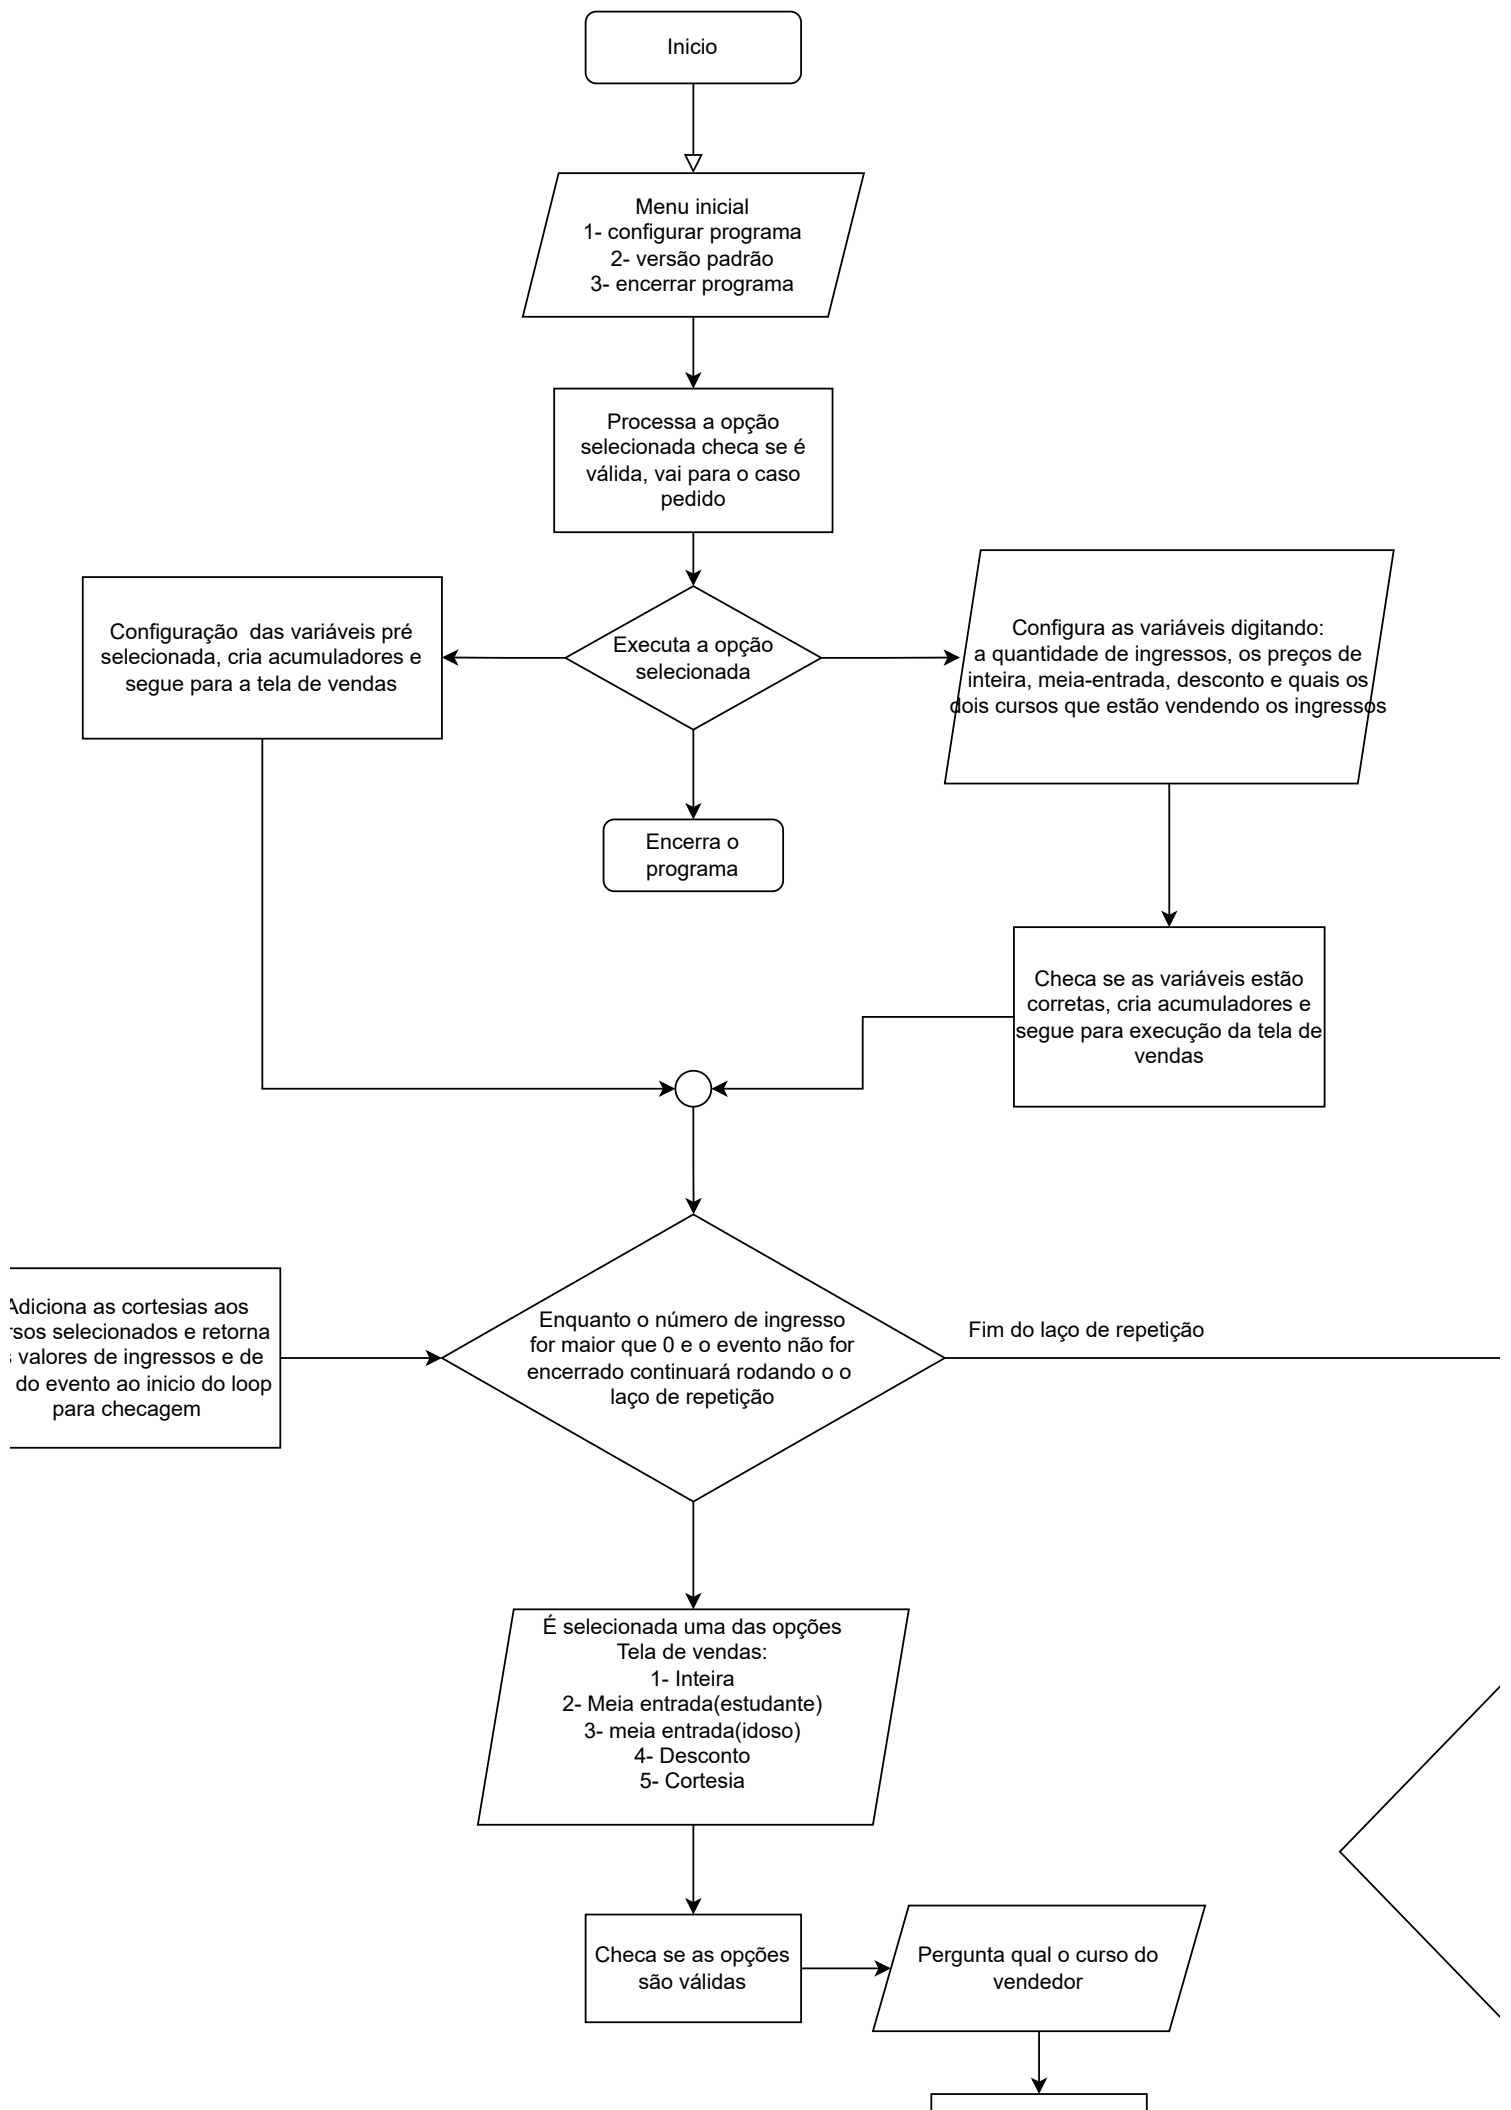 Inicio
Menu inicial
1- configurar programa
2- versão padrão
3- encerrar programa
Processa a opção
selecionada checa se é
válida, vai para o caso
pedido
Configuração  das variáveis pré
selecionada, cria acumuladores e
segue para a tela de vendas
Executa a opção
selecionada
Configura as variáveis digitando:
a quantidade de ingressos, os preços de
inteira, meia-entrada, desconto e quais os
dois cursos que estão vendendo os ingressos
Encerra o
programa
Checa se as variáveis estão
corretas, cria acumuladores e
segue para execução da tela de
vendas
Adiciona as cortesias aos
selecionados e retorna
valores de ingressos e de
do evento ao inicio do loop
para checagem
Enquanto o número de ingresso
for maior que 0 e o evento não for
encerrado continuará rodando o o
laço de repetição
Fim do laço de repetição
É selecionada uma das opções
Tela de vendas:
1- Inteira
2- Meia entrada(estudante)
3- meia entrada(idoso)
4- Desconto
5- Cortesia
Checa se as opções
são válidas
Pergunta qual o curso do
vendedor